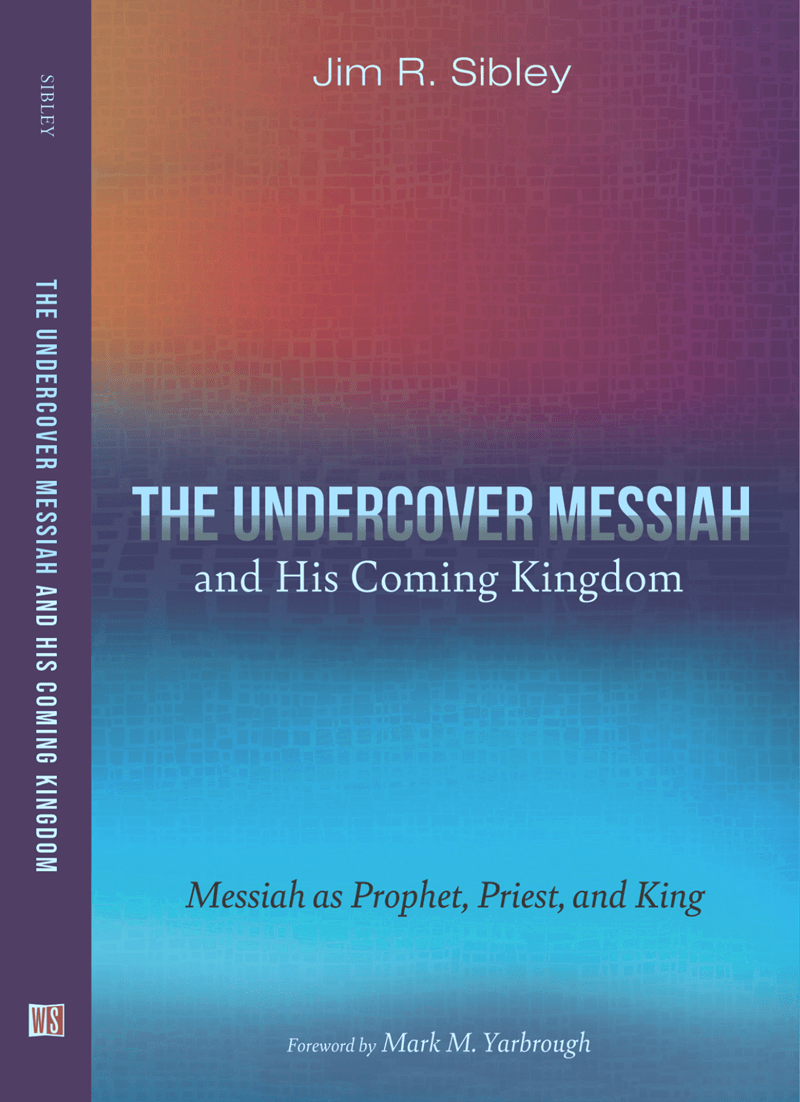 SIBLEY
THE UNDERCOVER MESSIAH AND HIS COMING KINGDOM
WS
Jim R. Sibley
THE UNDERCOVER MESSIAH
and His Coming Kingdom
Messiah as Prophet, Priest, and King
Foreword by Mark M. Yarbrough